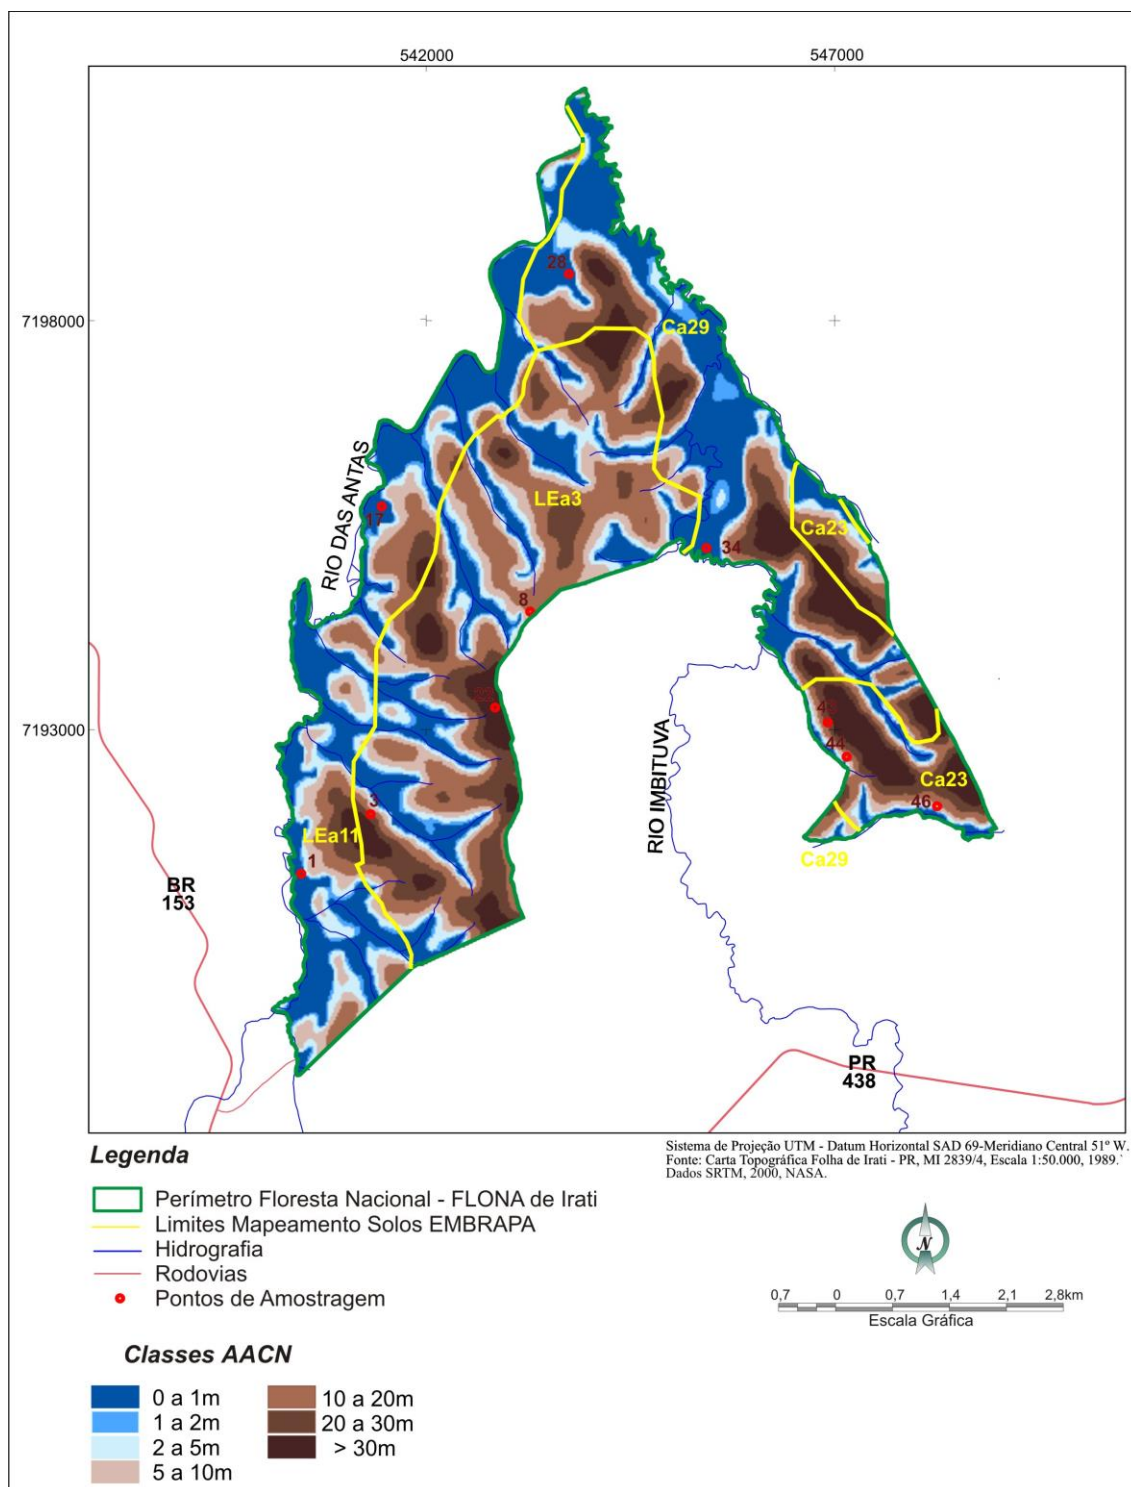 542000
547000
28
7198000
Ca29
RIO DAS ANTAS
LEa3
17
Ca23
34
8
7193000
RIO IMBITUVA
44
Ca23
46
3
LEa11
Ca29
1
BR
153
PR
438
Legenda
Sistema de Projeção UTM - Datum Horizontal SAD 69-Meridiano Central 51º W.
Fonte: Carta Topográfica Folha de Irati - PR, MI 2839/4, Escala 1:50.000, 1989.
Dados SRTM, 2000, NASA.
Perímetro Floresta Nacional - FLONA de Irati
Limites Mapeamento Solos EMBRAPA
Hidrografia
Rodovias
Pontos de Amostragem
N
0,7 0 0,7 1,4 2,1 2,8km
Escala Gráfica
Classes AACN
0 a 1m
1 a 2m
2 a 5m
5 a 10m
10 a 20m
20 a 30m
> 30m